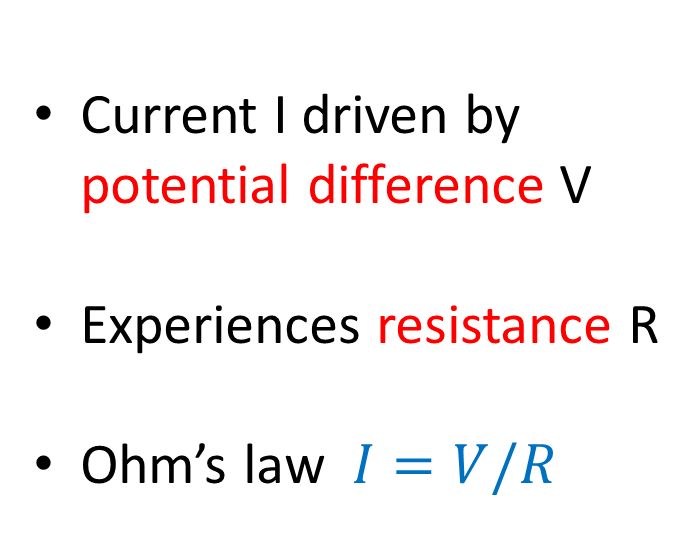 • Current I driven by
potential difference V
• Experiences resistance R
• Ohm’s law 𝐼 = 𝑉/𝑅